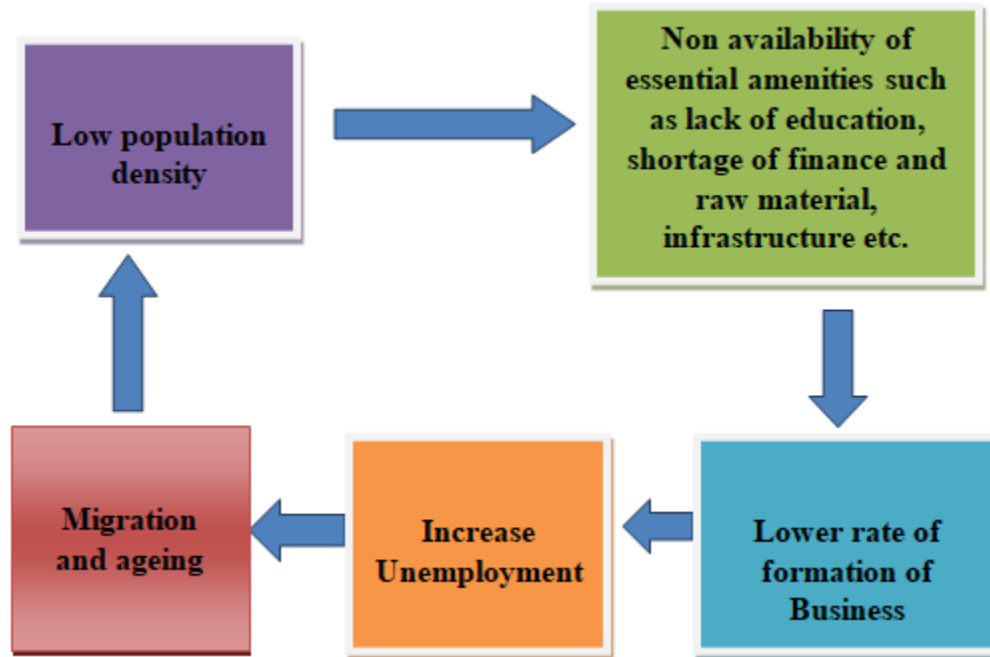 Low population
density
Non availability of
essential amenities such
as lack of education,
shortage of finance and
raw material,
infrastructure etc.
Lower rate of
formation of
Business
Increase
Unemployment
Migration
and ageing